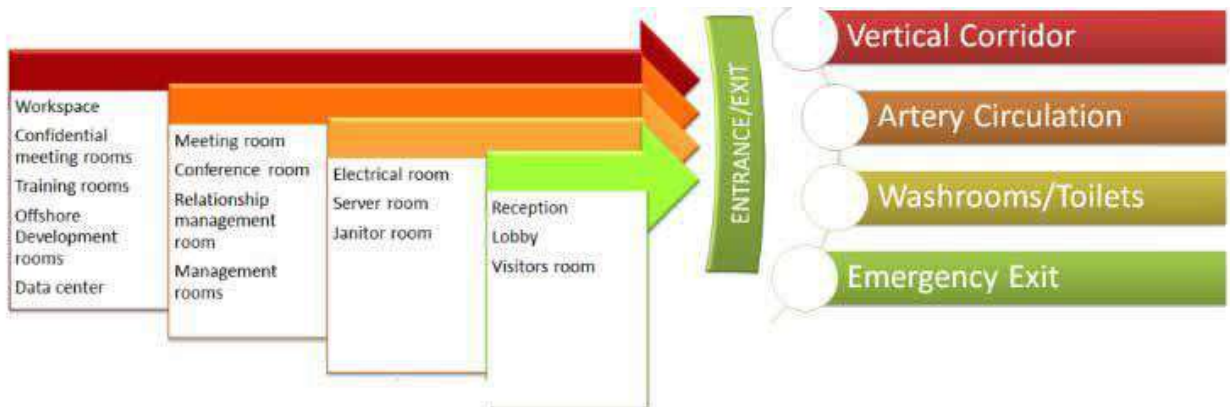 Workspace
Confidential
meeting rooms
Training rooms
Offshore
Development
rooms
Data center
Meeting room
Conference room
Relationship
management
room
Management
rooms
Electrical room
Server room
Janitor room
Reception
Lobby
Visitors room
ENTRANCE/EXIT
Vertical Corridor
Artery Circulation
Washrooms/Toilets
Emergency Exit